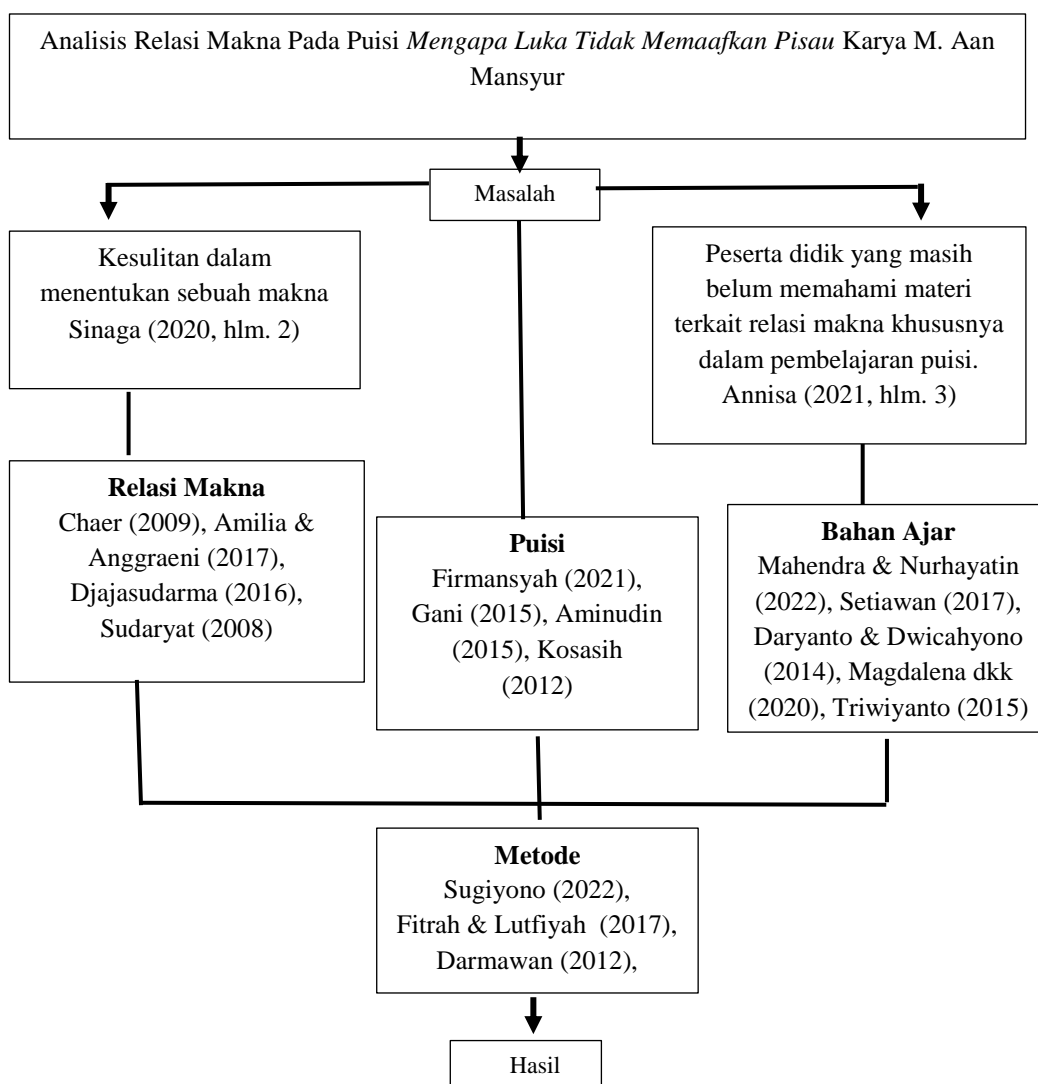 Analisis Relasi Makna Pada Puisi Mengapa Luka Tidak Memaafkan Pisau Karya M. Aan
Mansyur
Masalah
Kesulitan dalam
menentukan sebuah makna
Sinaga (2020, hlm. 2)
Peserta didik yang masih
belum memahami materi
terkait relasi makna khususnya
dalam pembelajaran puisi.
Annisa (2021, hlm. 3)
Relasi Makna
Chaer (2009), Amilia &
Anggraeni (2017),
Djajasudarma (2016),
Sudaryat (2008)
Puisi
Firmansyah (2021),
Gani (2015), Aminudin
(2015), Kosasih
(2012)
Bahan Ajar
Mahendra & Nurhayatin
(2022), Setiawan (2017),
Daryanto & Dwicahyono
(2014), Magdalena dkk
(2020), Triwiyanto (2015)
Metode
Sugiyono (2022),
Fitrah & Lutfiyah (2017),
Darmawan (2012),
Hasil